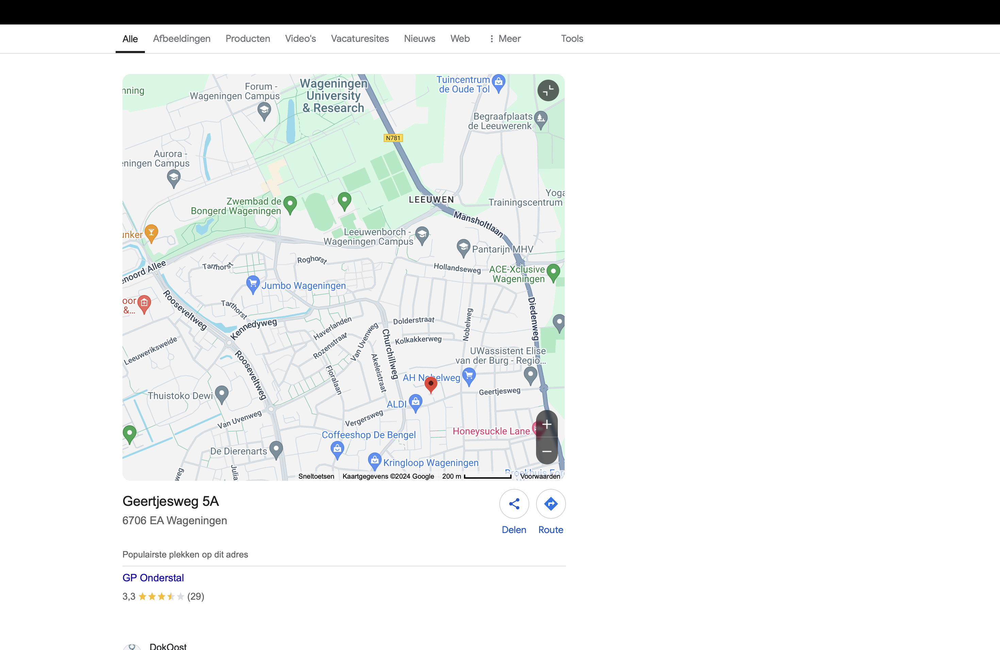 Alle
Afbeeldingen
Producten
Video's
Vacaturesites
Nieuws
Web
Meer
Tools
nning
Forum -
Wageningen Campus
Wageningen
University
& Research
Tuincentrum
de Oude Tol
Begraafplaats
de Leeuwerenk
N781
Aurora -
eningen Campus
Zwembad de
Bongerd Wageningen
LEEUWEN
Yoga
Trainingscentrum
Mansholtlaan
unker
Leeuwenborch -
Wageningen Campus
Pantarijn MHV
enoord Allee
Tarthorst
Roghorst
Hollandseweg
ACE-Xclusive
Wageningen
Jumbo Wageningen
oor
&...
Rooseveltweg
Tarthorst
Kennedyweg
Haverlanden
Dolderstraat
Nobelweg
Diedenweg
Rozenstraat
Van Uvenweg
Churchillweg
Kolkakkerweg
Leeuweriksweide
Rooseveltweg
Floralaan
Akeleistraat
UWassistent Elise
van der Burg - Regio...
AH Nobelweg
Thuistoko Dewi
ALDI
Geertjesweg
Van Uvenweg
Vergersweg
Coffeeshop De Bengel
Honeysuckle Lane
De Dierenarts
Kringloop Wageningen
weg
Julia
Sneltoetsen
Kaartgegevens ©2024 Google
200 m
Voorwaarden
Geertjesweg 5A
6706 EA Wageningen
Delen
Route
Populairste plekken op dit adres
GP Onderstal
3,3 (29)
DokOost